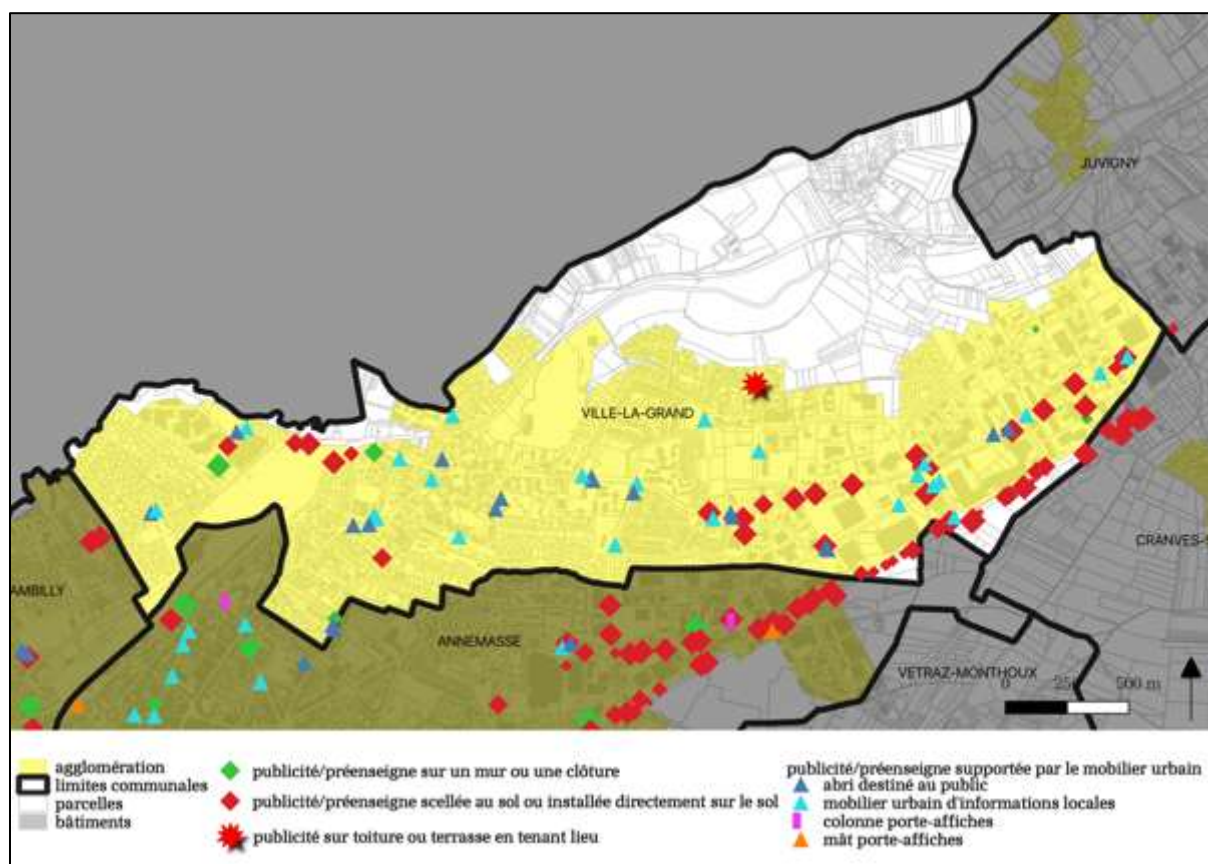 JUVIGNY
VILLE-LA-GRAND
CRANVES-S
AMBILLY
ANNEMASSE
VETRAZ-MONTHOUX
0 250 500 m
agglomération
limites communales
parcelles
bâtiments
publicité/préenseigne sur un mur ou une clôture
publicité/préenseigne scellée au sol ou installée directement sur le sol
publicité sur toiture ou terrasse en tenant lieu
publicité/préenseigne supportée par le mobilier urbain
abri destiné au public
mobilier urbain d'informations locales
colonne porte-affiches
mât porte-affiches